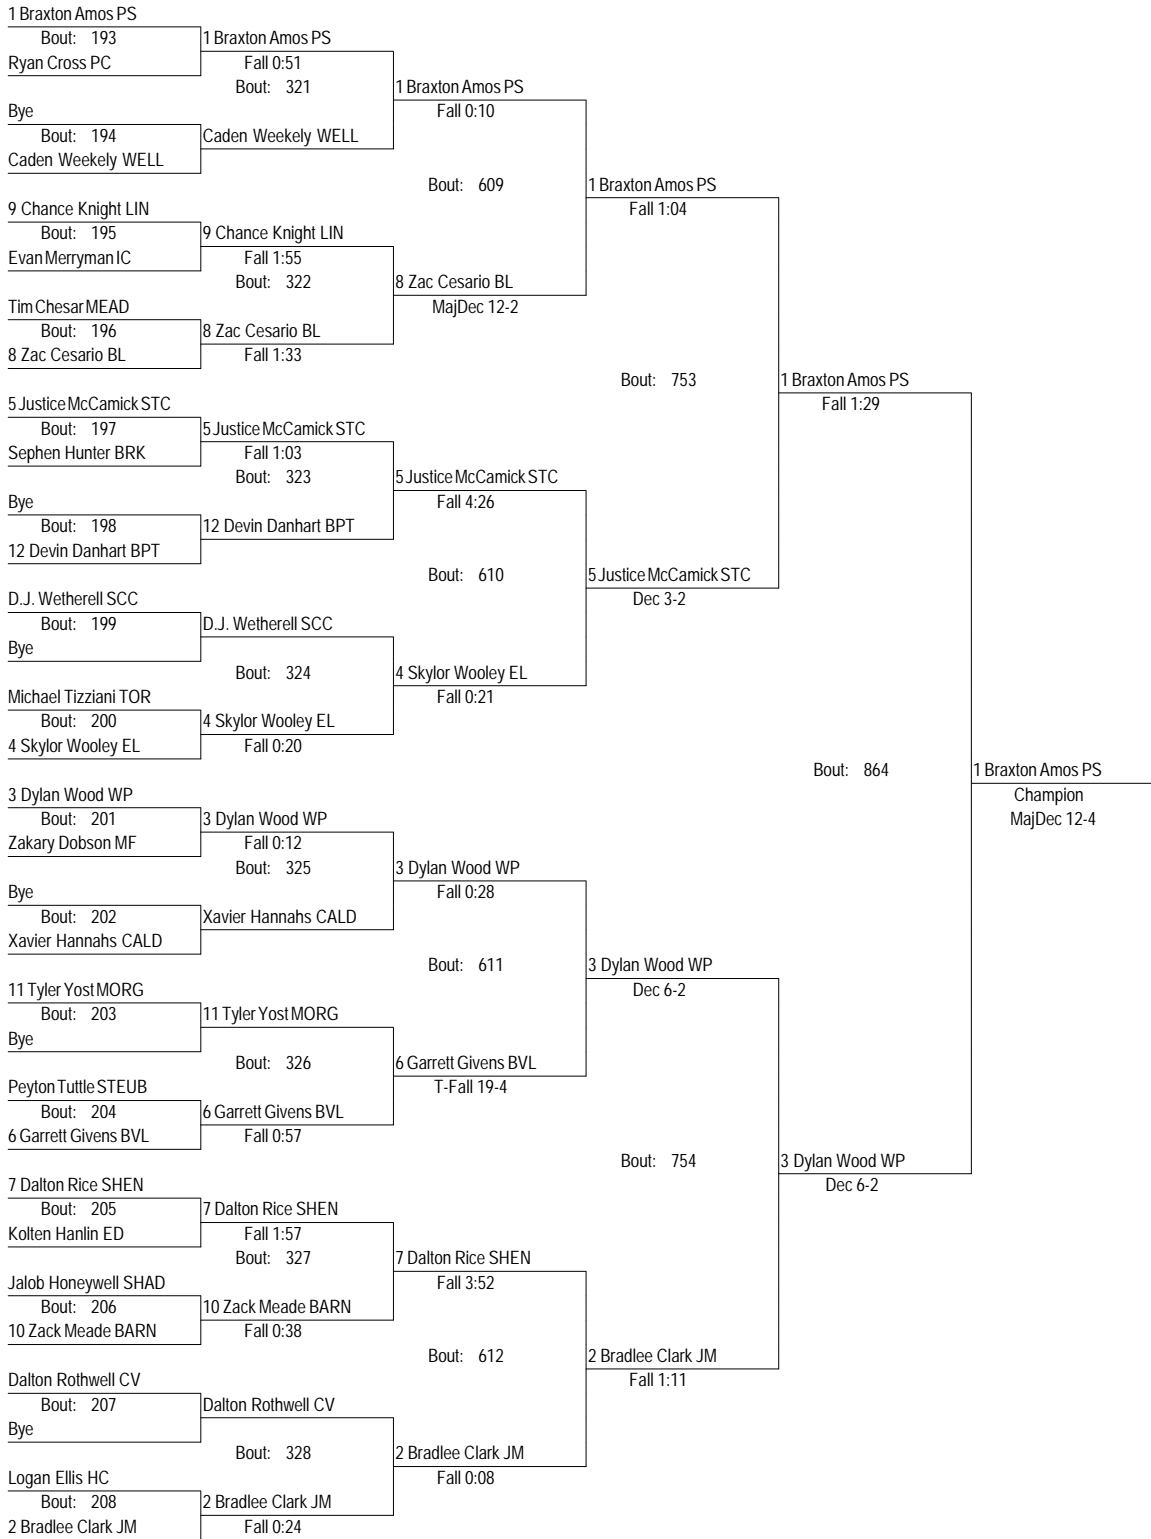 1 Braxton Amos PS
Bout: 193
1 Braxton Amos PS
Ryan Cross PC
Fall 0:51
Bout: 321
1 Braxton Amos PS
Bye
Fall 0:10
Bout: 194
Caden Weekely WELL
Caden Weekely WELL
Bout: 609
1 Braxton Amos PS
9 Chance Knight LIN
Fall 1:04
Bout: 195
9 Chance Knight LIN
Evan Merryman IC
Fall 1:55
Bout: 322
8 Zac Cesario BL
Tim Chesar MEAD
MajDec 12-2
Bout: 196
8 Zac Cesario BL
8 Zac Cesario BL
Fall 1:33
Bout: 753
1 Braxton Amos PS
5 Justice McCamick STC
Fall 1:29
Bout: 197
5 Justice McCamick STC
Sephen Hunter BRK
Fall 1:03
Bout: 323
5 Justice McCamick STC
Bye
Fall 4:26
Bout: 198
12 Devin Danhart BPT
12 Devin Danhart BPT
Bout: 610
5 Justice McCamick STC
D.J. Wetherell SCC
Dec 3-2
Bout: 199
D.J. Wetherell SCC
Bye
Bout: 324
4 Skylor Wooley EL
Michael Tizziani TOR
Fall 0:21
Bout: 200
4 Skylor Wooley EL
4 Skylor Wooley EL
Fall 0:20
Bout: 864
1 Braxton Amos PS
3 Dylan Wood WP
Champion
Bout: 201
3 Dylan Wood WP
MajDec 12-4
Zakary Dobson MF
Fall 0:12
Bout: 325
3 Dylan Wood WP
Bye
Fall 0:28
Bout: 202
Xavier Hannahs CALD
Xavier Hannahs CALD
Bout: 611
3 Dylan Wood WP
11 Tyler Yost MORG
Dec 6-2
Bout: 203
11 Tyler Yost MORG
Bye
Bout: 326
6 Garrett Givens BVL
Peyton Tuttle STEUB
T-Fall 19-4
Bout: 204
6 Garrett Givens BVL
6 Garrett Givens BVL
Fall 0:57
Bout: 754
3 Dylan Wood WP
7 Dalton Rice SHEN
Dec 6-2
Bout: 205
7 Dalton Rice SHEN
Kolten Hanlin ED
Fall 1:57
Bout: 327
7 Dalton Rice SHEN
Jalob Honeywell SHAD
Fall 3:52
Bout: 206
10 Zack Meade BARN
10 Zack Meade BARN
Fall 0:38
Bout: 612
2 Bradlee Clark JM
Dalton Rothwell CV
Fall 1:11
Bout: 207
Dalton Rothwell CV
Bye
Bout: 328
2 Bradlee Clark JM
Logan Ellis HC
Fall 0:08
Bout: 208
2 Bradlee Clark JM
2 Bradlee Clark JM
Fall 0:24